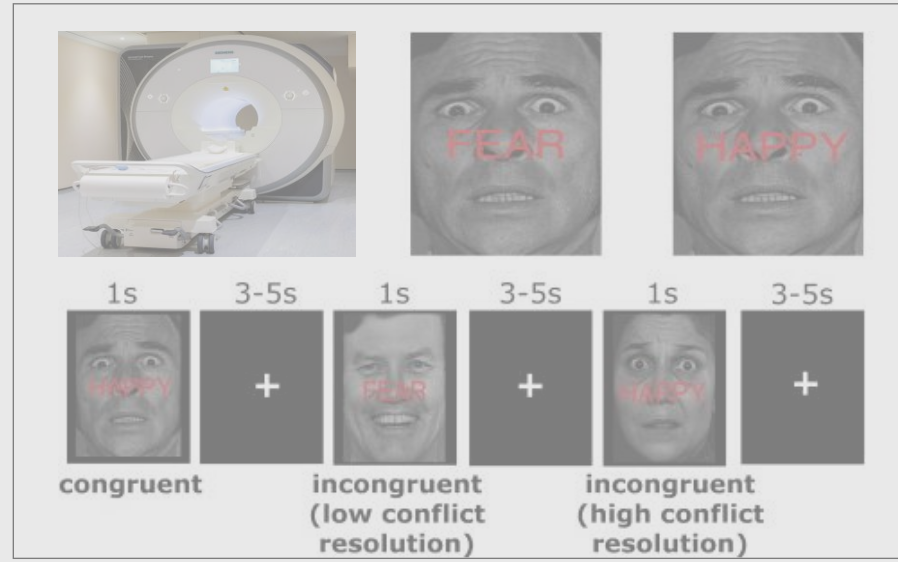 FEAR
HAPPY
1s 3-5s 1s 3-5s 1s 3-5s
HAPPY
FEAR
HAPPY
congruent
incongruent
(low conflict
resolution)
incongruent
(high conflict
resolution)